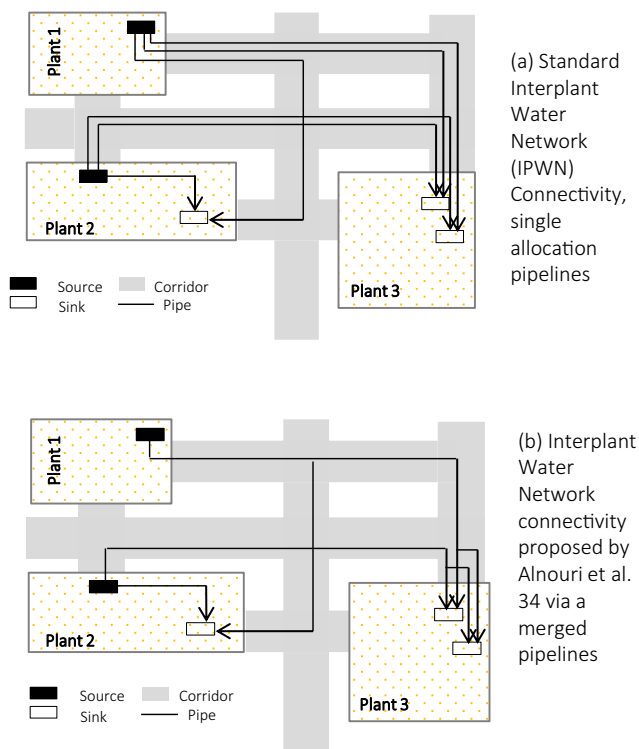 Plant 1
Plant 2
Plant 3
Source
Corridor
Sink
Pipe
(a) Standard
Interplant
Water
Network
(IPWN)
Connectivity,
single
allocation
pipelines
Plant 1
Plant 2
Plant 3
Source
Corridor
Sink
Pipe
(b) Interplant
Water
Network
connectivity
proposed by
Alnouri et al.
34 via a
merged
pipelines